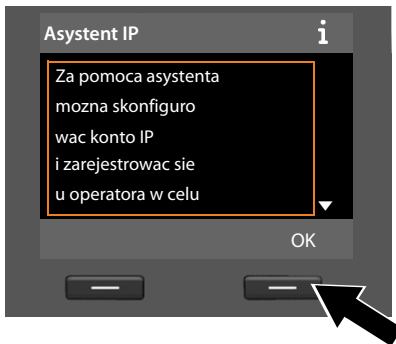 Asystent IP i
Za pomoca asystenta
mozna skonfiguro
wac konto IP
i zarejestrowac sie
u operatora w celu
OK